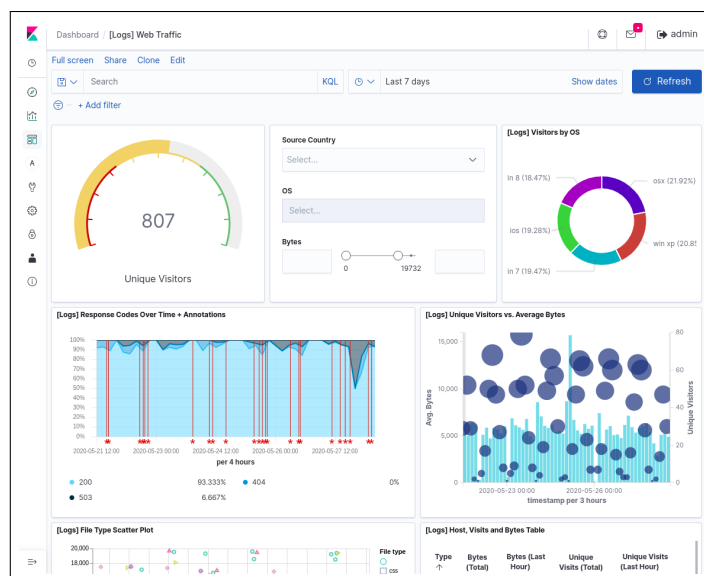 Dashboard / [Logs] Web Traffic
admin
Full screen Share Clone Edit
Search KQL Last 7 days Show dates Refresh
+ Add filter
807
Unique Visitors
Source Country
Select...
OS
Select...
Bytes
0 19732
[Logs] Visitors by OS
in 8 (18.47%)
osx (21.92%)
ios (19.28%)
win xp (20.85
in 7 (19.47%)
[Logs] Response Codes Over Time + Annotations
100%
90%
80%
70%
60%
50%
40%
30%
20%
10%
0%
2020-05-21 12:00 2020-05-23 00:00 2020-05-24 12:00 2020-05-26 00:00 2020-05-27 12:00
per 4 hours
200 93.333% 404 0%
503 6.667%
[Logs] Unique Visitors vs. Average Bytes
15,000
10,000
5,000
0
Avg. Bytes
80
60
40
20
0
Unique Visitors
2020-05-23 00:00 2020-05-26 00:00
timestamp per 3 hours
[Logs] File Type Scatter Plot
20,000
18,000
File type
css
[Logs] Host, Visits and Bytes Table
Type Bytes (Total) Bytes (Last Hour) Unique Visits (Total) Unique Visits (Last Hour)